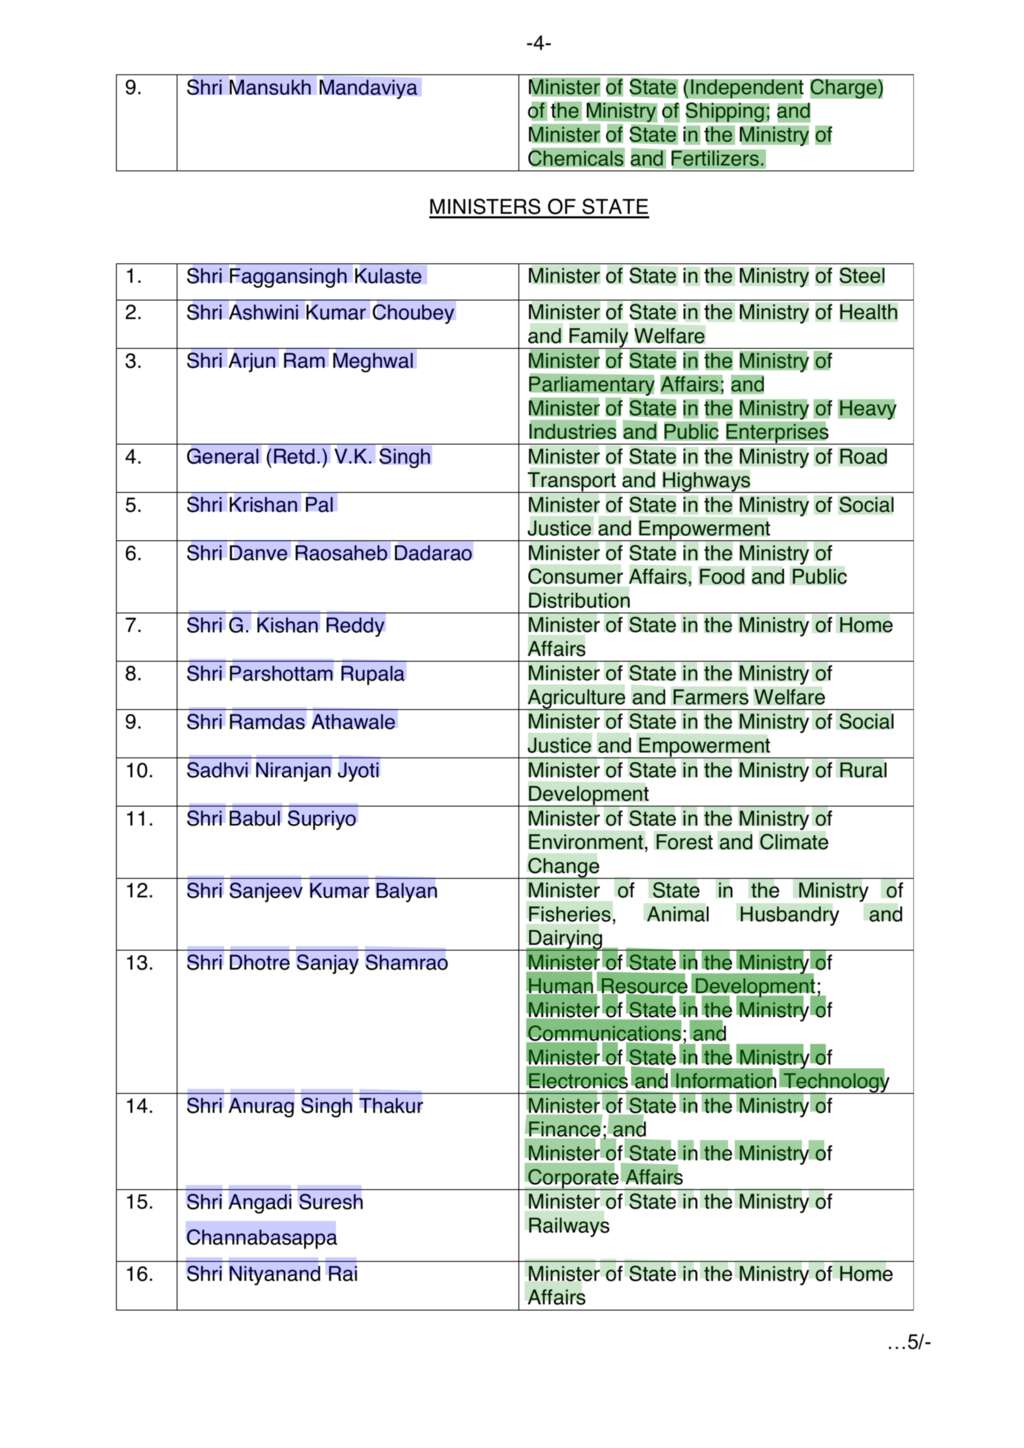 -4-
9. Shri Mansukh Mandaviya Minister of State (Independent Charge)
of the Ministry of Shipping; and
Minister of State in the Ministry of
Chemicals and Fertilizers.
MINISTERS OF STATE
1. Shri Faggansingh Kulaste Minister of State in the Ministry of Steel
2. Shri Ashwini Kumar Choubey Minister of State in the Ministry of Health
and Family Welfare
3. Shri Arjun Ram Meghwal Minister of State in the Ministry of
Parliamentary Affairs; and
Minister of State in the Ministry of Heavy
Industries and Public Enterprises
4. General (Retd.) V.K. Singh Minister of State in the Ministry of Road
Transport and Highways
5. Shri Krishan Pal Minister of State in the Ministry of Social
Justice and Empowerment
6. Shri Danve Raosaheb Dadarao Minister of State in the Ministry of
Consumer Affairs, Food and Public
Distribution
7. Shri G. Kishan Reddy Minister of State in the Ministry of Home
Affairs
8. Shri Parshottam Rupala Minister of State in the Ministry of
Agriculture and Farmers Welfare
9. Shri Ramdas Athawale Minister of State in the Ministry of Social
Justice and Empowerment
10. Sadhvi Niranjan Jyoti Minister of State in the Ministry of Rural
Development
11. Shri Babul Supriyo Minister of State in the Ministry of
Environment, Forest and Climate
Change
12. Shri Sanjeev Kumar Balyan Minister of State in the Ministry of
Fisheries, Animal Husbandry and
Dairying
13. Shri Dhotre Sanjay Shamrao Minister of State in the Ministry of
Human Resource Development;
Minister of State in the Ministry of
Communications; and
Minister of State in the Ministry of
Electronics and Information Technology
14. Shri Anurag Singh Thakur Minister of State in the Ministry of
Finance; and
Minister of State in the Ministry of
Corporate Affairs
15. Shri Angadi Suresh Minister of State in the Ministry of
Channabasappa Railways
16. Shri Nityanand Rai Minister of State in the Ministry of Home
Affairs
…5/-